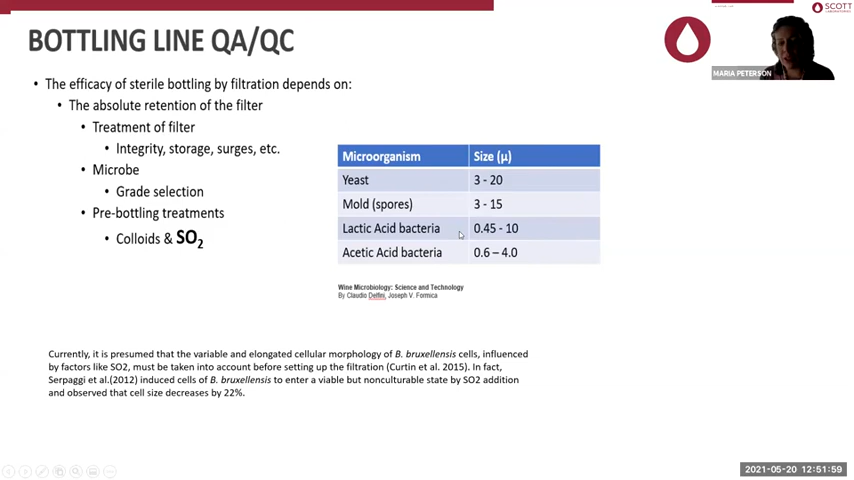 SCOTT
LABORATORIES
BOTTLING LINE QA/QC
MARIA PETERSON
• The efficacy of sterile bottling by filtration depends on:
• The absolute retention of the filter
• Treatment of filter
• Integrity, storage, surges, etc.
• Microbe
• Grade selection
• Pre-bottling treatments
• Colloids & SO₂
Microorganism Size (µ)
Yeast 3 - 20
Mold (spores) 3 - 15
Lactic Acid bacteria 0.45 - 10
Acetic Acid bacteria 0.6 – 4.0
Wine Microbiology: Science and Technology
By Claudio Delfini, Joseph V. Formica
Currently, it is presumed that the variable and elongated cellular morphology of B. bruxellensis cells, influenced
by factors like SO2, must be taken into account before setting up the filtration (Curtin et al. 2015). In fact,
Serpaggi et al.(2012) induced cells of B. bruxellensis to enter a viable but nonculturable state by SO2 addition
and observed that cell size decreases by 22%.
2021-05-20 12:51:59